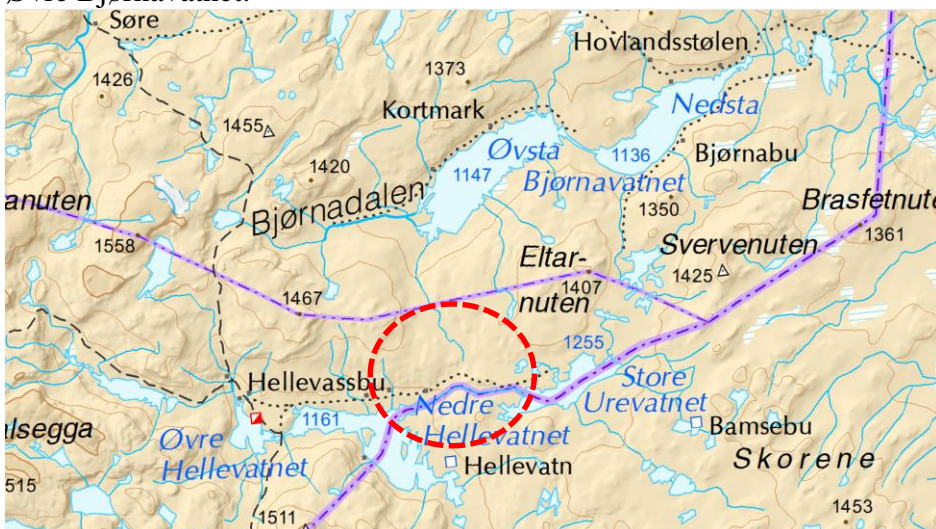 Søre
Hovlandsstølen
1426
1373
Kortmark
Nedsta
1455
Øvsta
1136
Bjørnabu
1420
1147
Bjørnavatnet
Bjørnadalen
1350
Brasfetnute
anuten
1558
Eltar-
nuten
Svervenuten
1361
1407
1425
1467
1255
Hellevassbu
Store
Urevatnet
Nedre
Hellevatnet
1161
alsegga
Øvre
Hellevatnet
Bamsebu
Hellevatn
Skorene
515
1511
1453